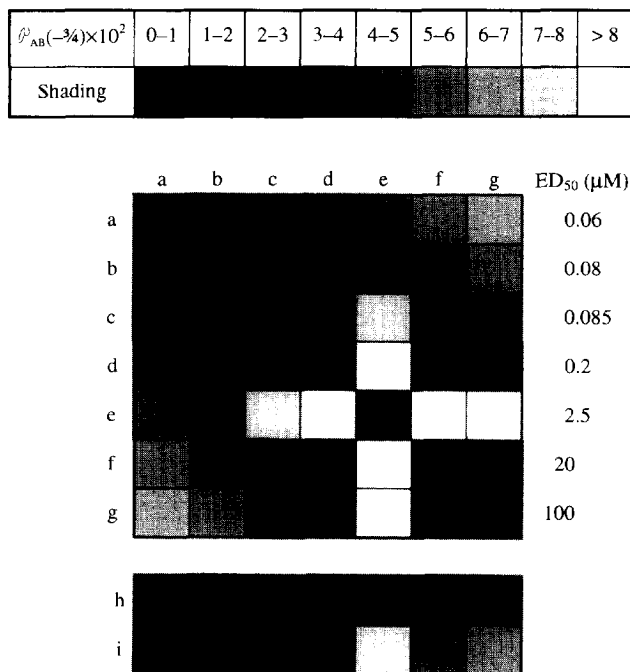 ℘AB(−¾)×10² 0–1 1–2 2–3 3–4 4–5 5–6 6–7 7–8 > 8
Shading
a b c d e f g ED50 (μM)
a 0.06
b 0.08
c 0.085
d 0.2
e 2.5
f 20
g 100
h
i